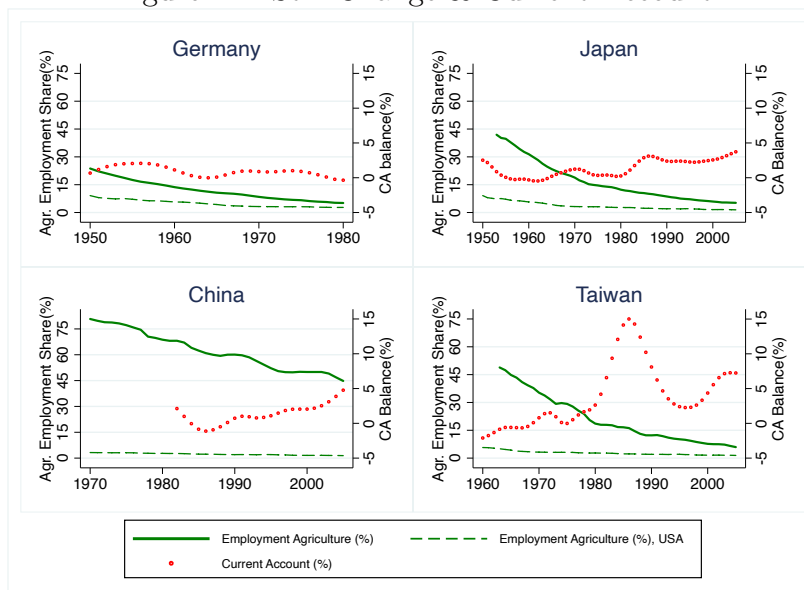 Germany
Agr. Employment Share(%)
0 15 30 45 60 75
CA balance(%)
-5 0 5 10 15
1950 1960 1970 1980
Japan
Agr. Employment Share(%)
0 15 30 45 60 75
CA Balance(%)
-5 0 5 10 15
1950 1960 1970 1980 1990 2000
China
Agr. Employment Share(%)
0 15 30 45 60 75
CA Balance(%)
-5 0 5 10 15
1970 1980 1990 2000
Taiwan
Agr. Employment Share(%)
0 15 30 45 60 75
CA Balance(%)
-5 0 5 10 15
1960 1970 1980 1990 2000
Employment Agriculture (%)
Employment Agriculture (%), USA
Current Account (%)